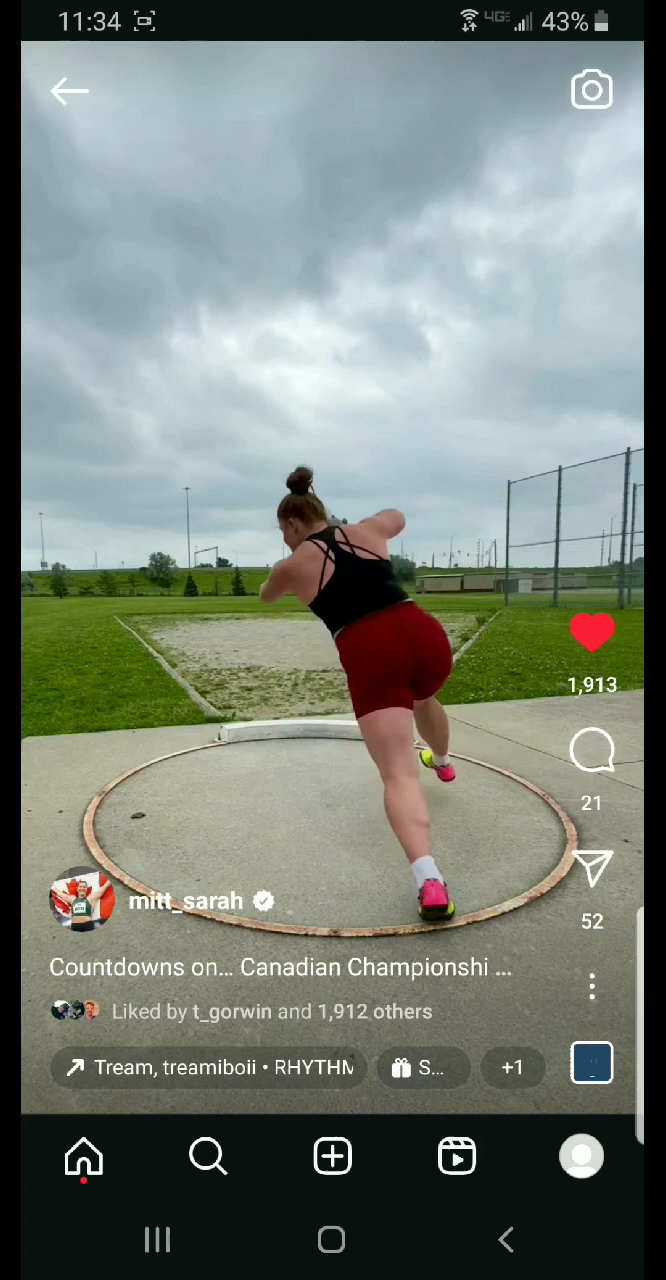 11:34 4GE 43%
1,913
21
mitt_sarah
52
Countdowns on... Canadian Championshi ...
Liked by t_gorwin and 1,912 others
Tream, treamiboii • RHYTHM S... +1